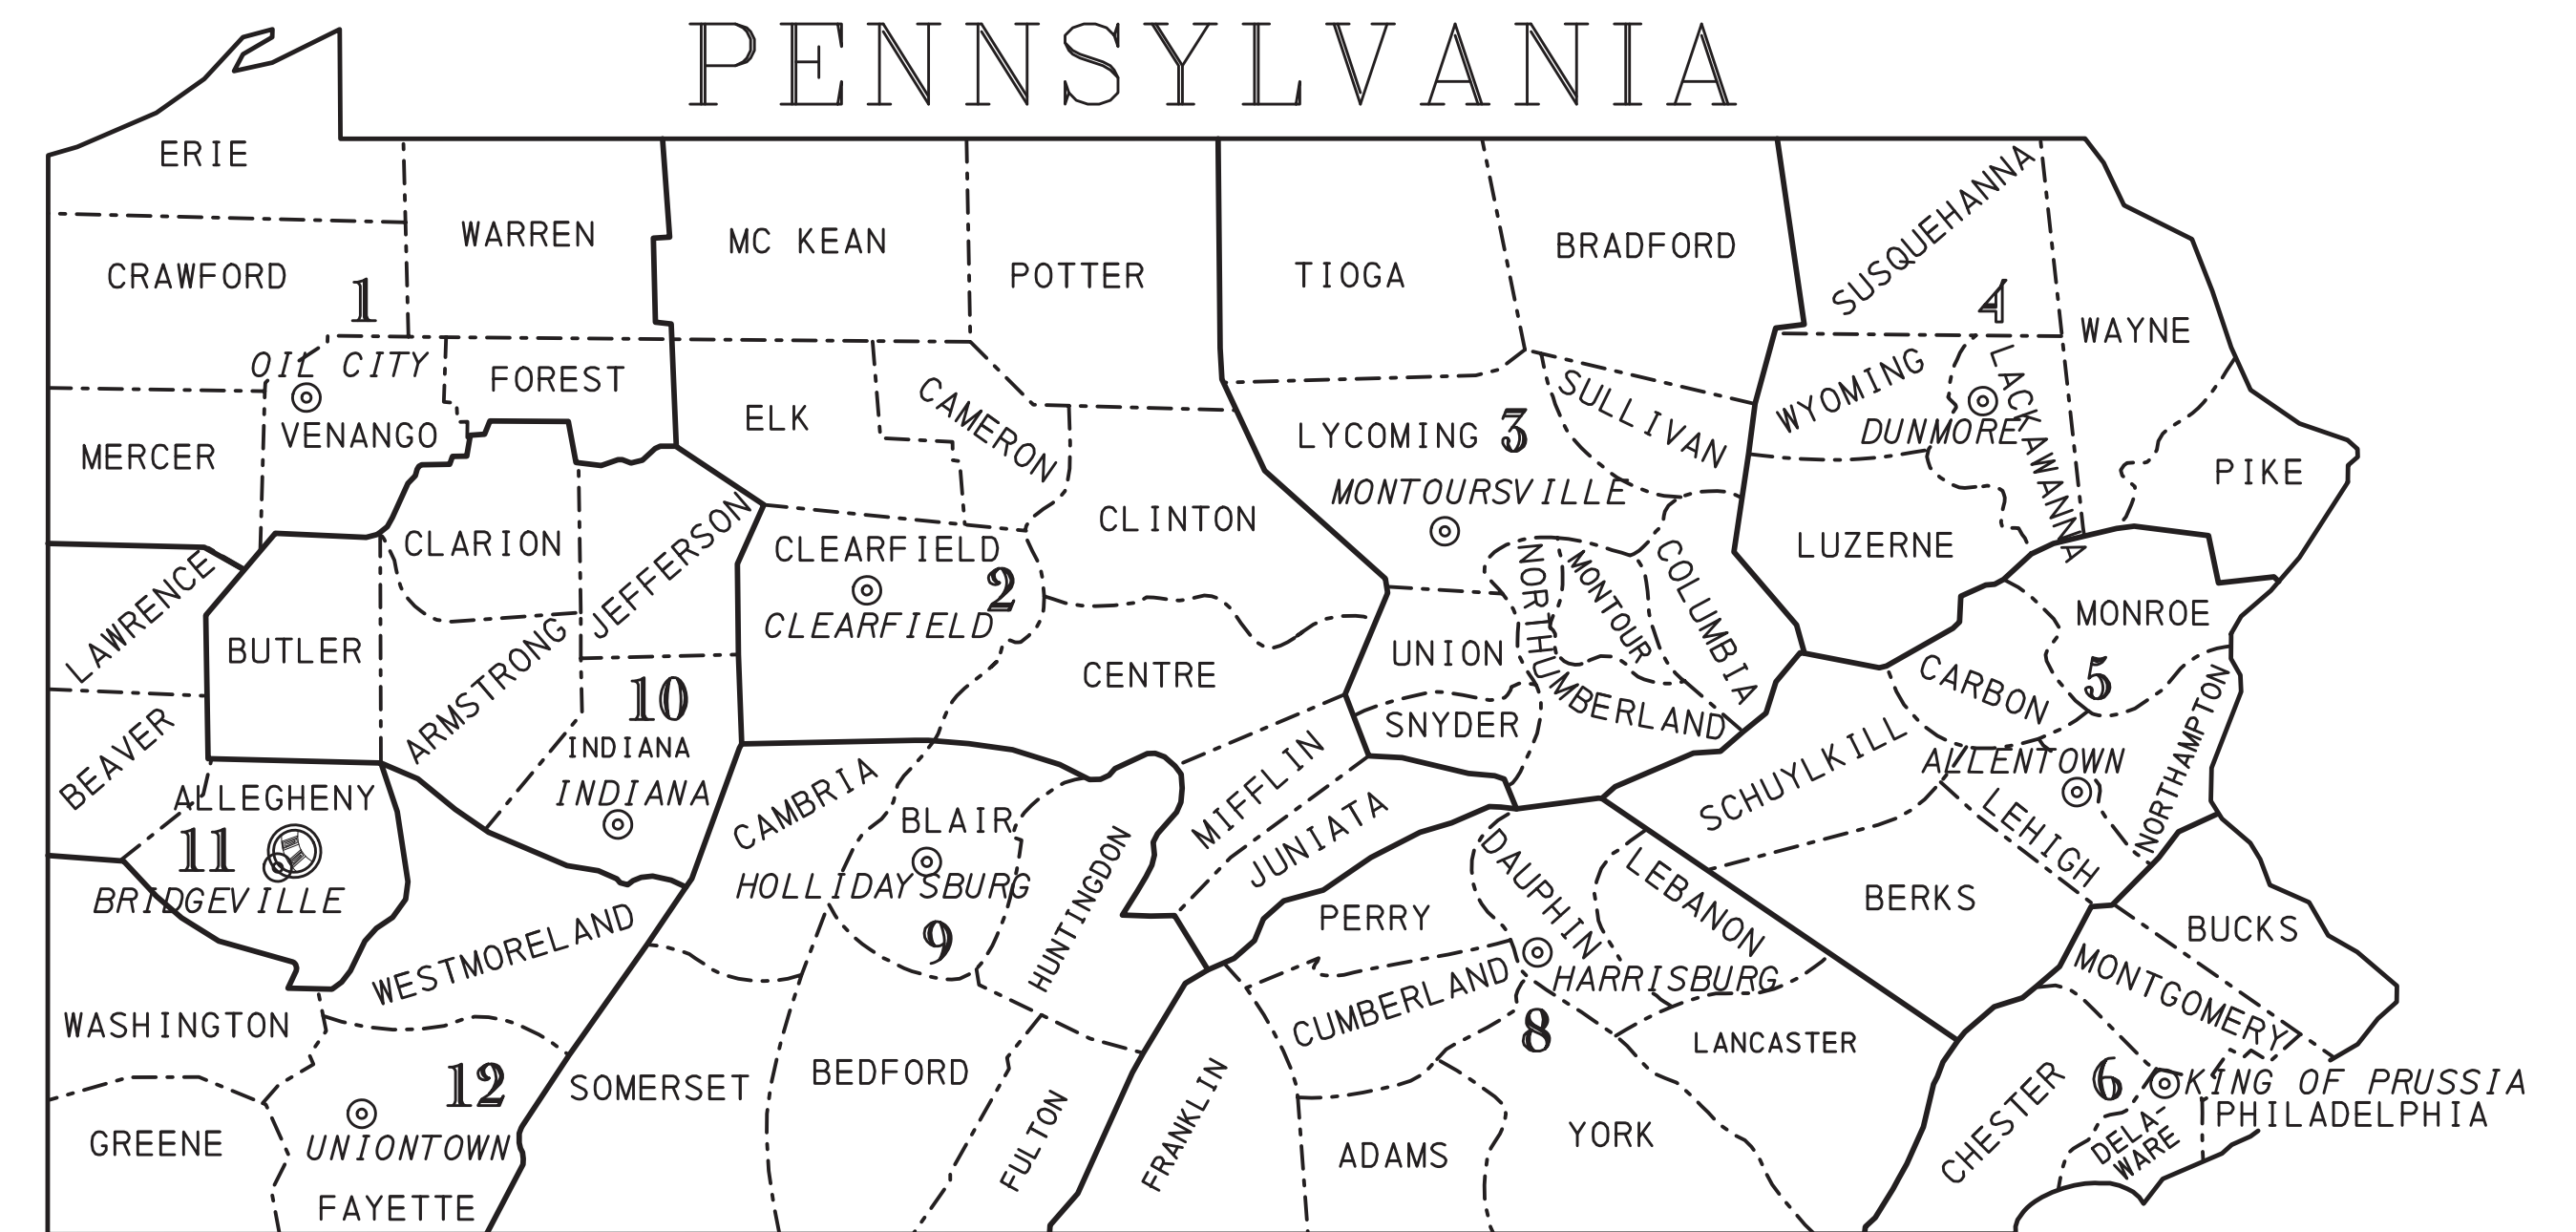 PENNSYLVANIA
ERIE
WARREN
MC KEAN
POTTER
TIOGA
BRADFORD
SUSQUEHANNA
WAYNE
CRAWFORD
1
4
OIL CITY
FOREST
ELK
CAMERON
LYCOMING
3
SULLIVAN
WYOMING
LACKAWANNA
DUNMORE
PIKE
MERCER
VENANGO
MONTOURSVILLE
CLARION
JEFFERSON
CLEARFIELD
CLINTON
LUZERNE
2
CLEARFIELD
LAWRENCE
BUTLER
ARMSTRONG
CENTRE
UNION
NORTHUMBERLAND
MONTOUR
COLUMBIA
MONROE
CARBON
5
10
INDIANA
INDIANA
SNYDER
SCHUYLKILL
ALLENTOWN
NORTHAMPTON
BEAVER
ALLEGHENY
11
BRIDGEVILLE
CAMBRIA
BLAIR
HOLLIDAYSBURG
9
HUNTINGDON
MIFFLIN
JUNIATA
LEHIGH
BERKS
BUCKS
PERRY
DAUPHIN
LEBANON
HARRISBURG
MONTGOMERY
WESTMORELAND
WASHINGTON
CUMBERLAND
8
LANCASTER
12
SOMERSET
BEDFORD
FULTON
FRANKLIN
CHESTER
6
KING OF PRUSSIA
PHILADELPHIA
DELA-
WARE
GREENE
UNIONTOWN
FAYETTE
ADAMS
YORK